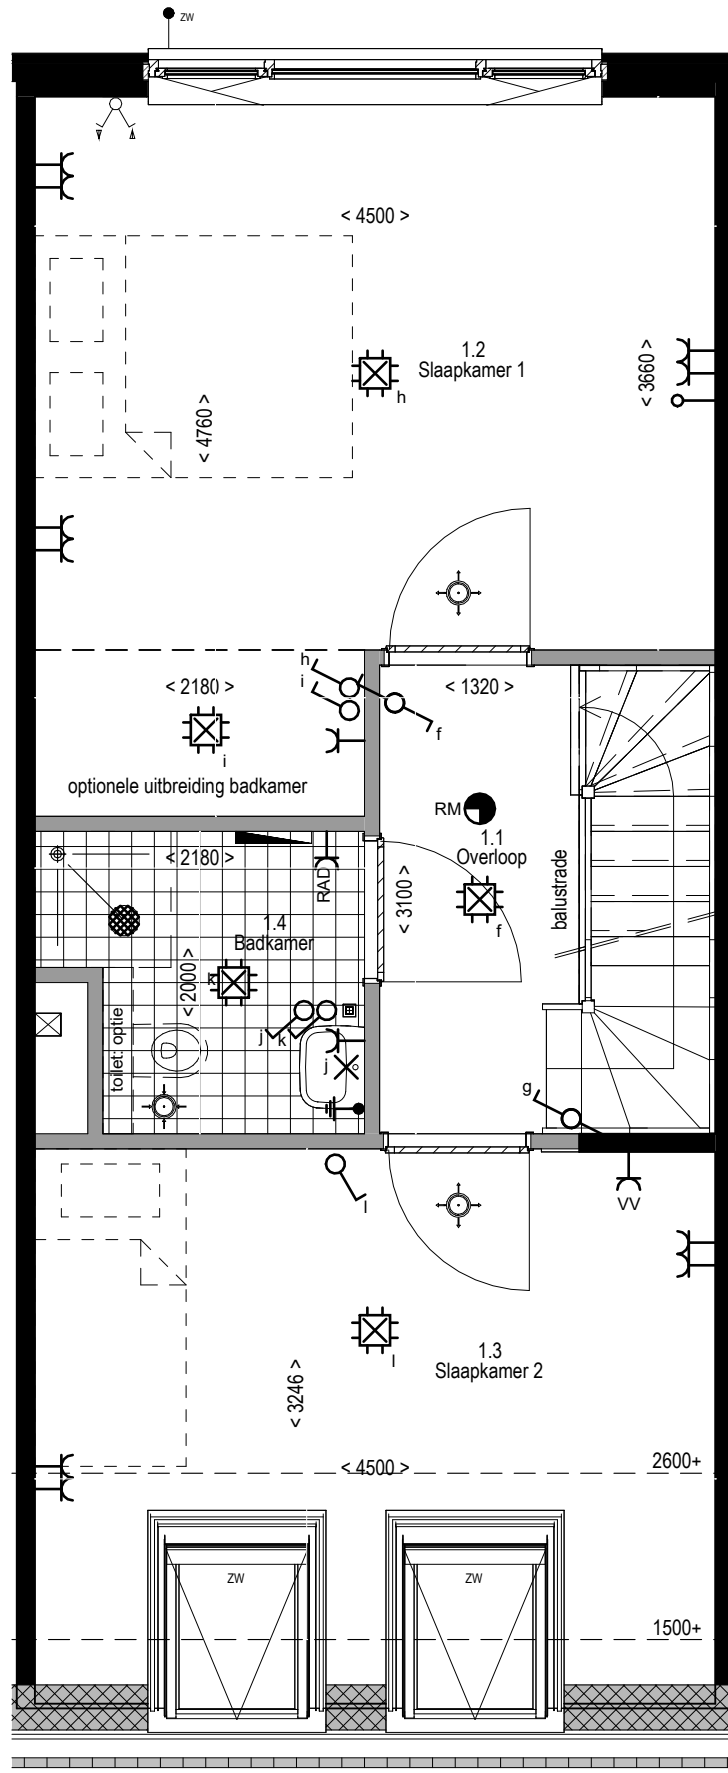 ZW
< 4500 >
1.2
Slaapkamer 1
< 3660 >
h
< 4760 >
h
i
< 2180 >
< 1320 >
f
i
optionele uitbreiding badkamer
RM
1.1
Overloop
< 2180 >
RAD
< 3100 >
balustrade
f
1.4
Badkamer
k
< 2000 >
toilet: optie
j
k
j
g
l
l
1.3
Slaapkamer 2
< 3246 >
< 4500 >
2600+
ZW
ZW
1500+